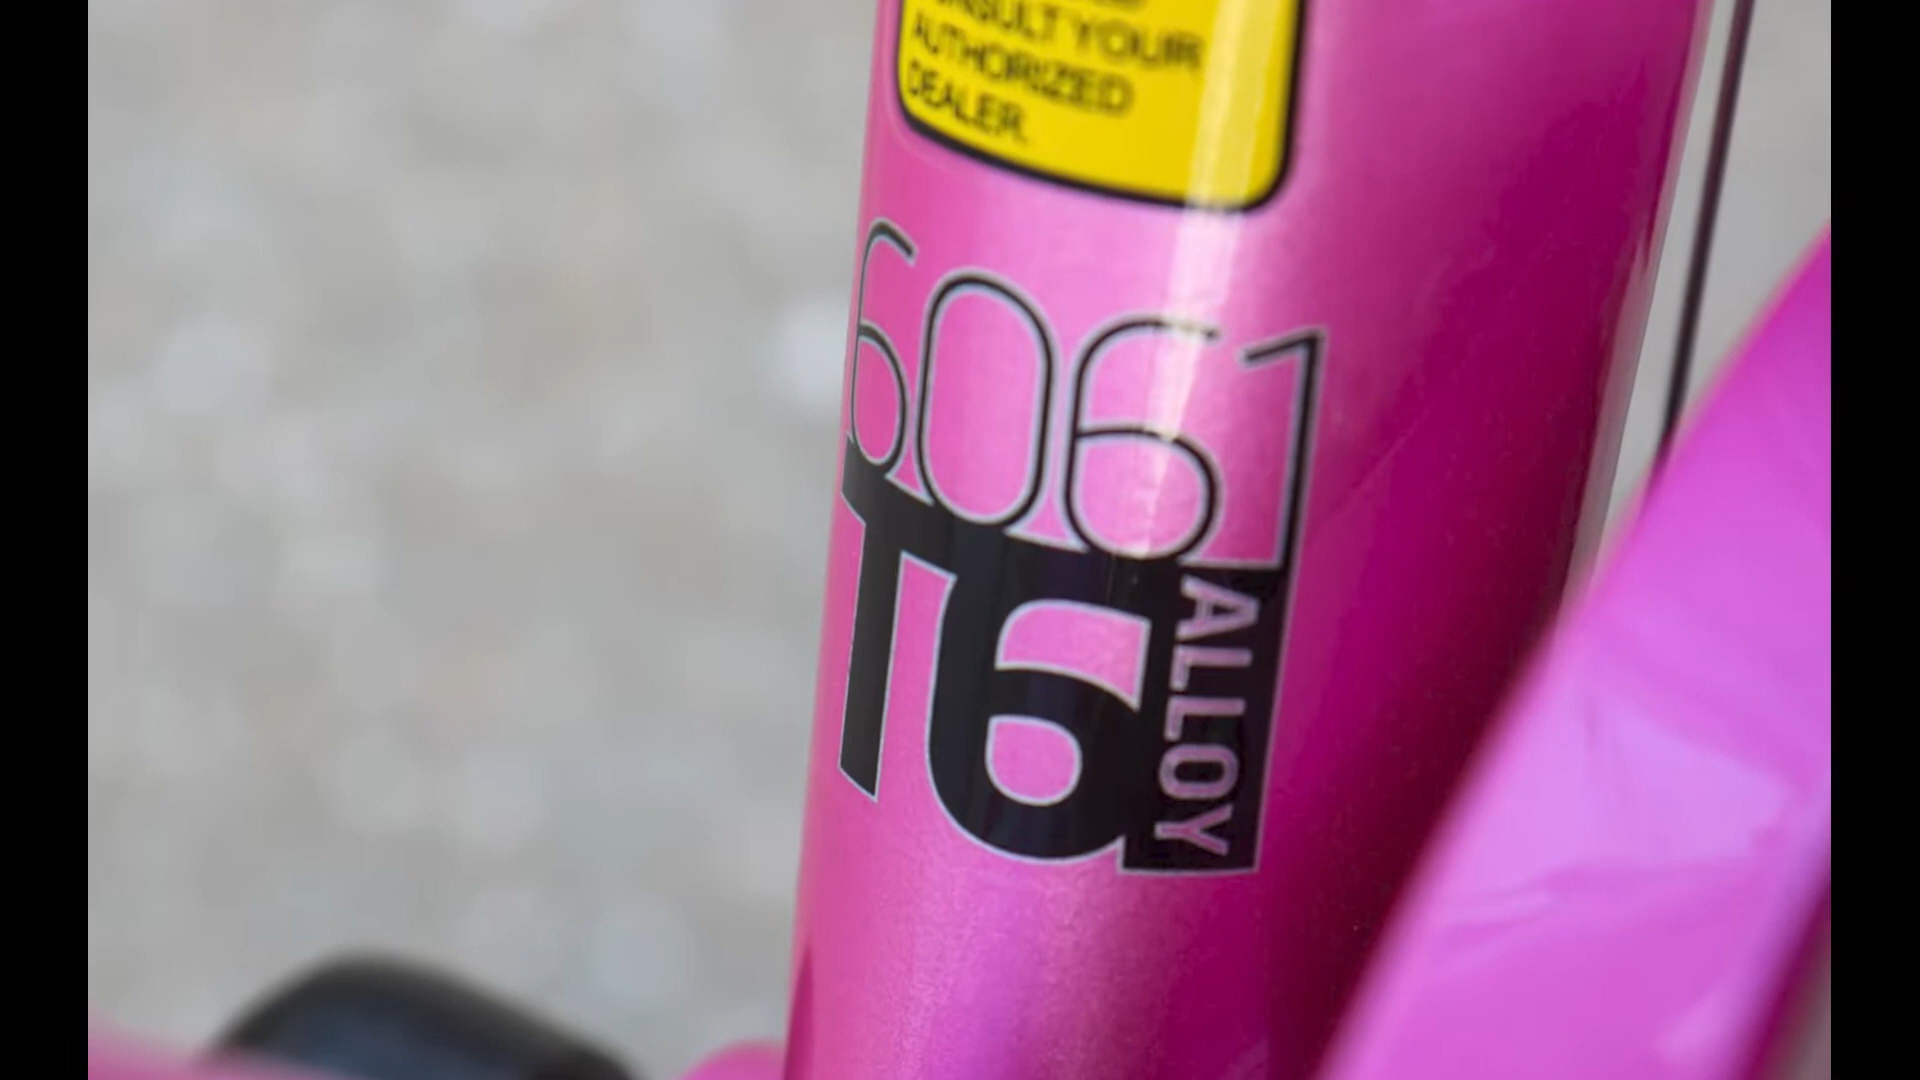 CONSULT YOUR
AUTHORIZED
DEALER.
6061
T6
ALLOY